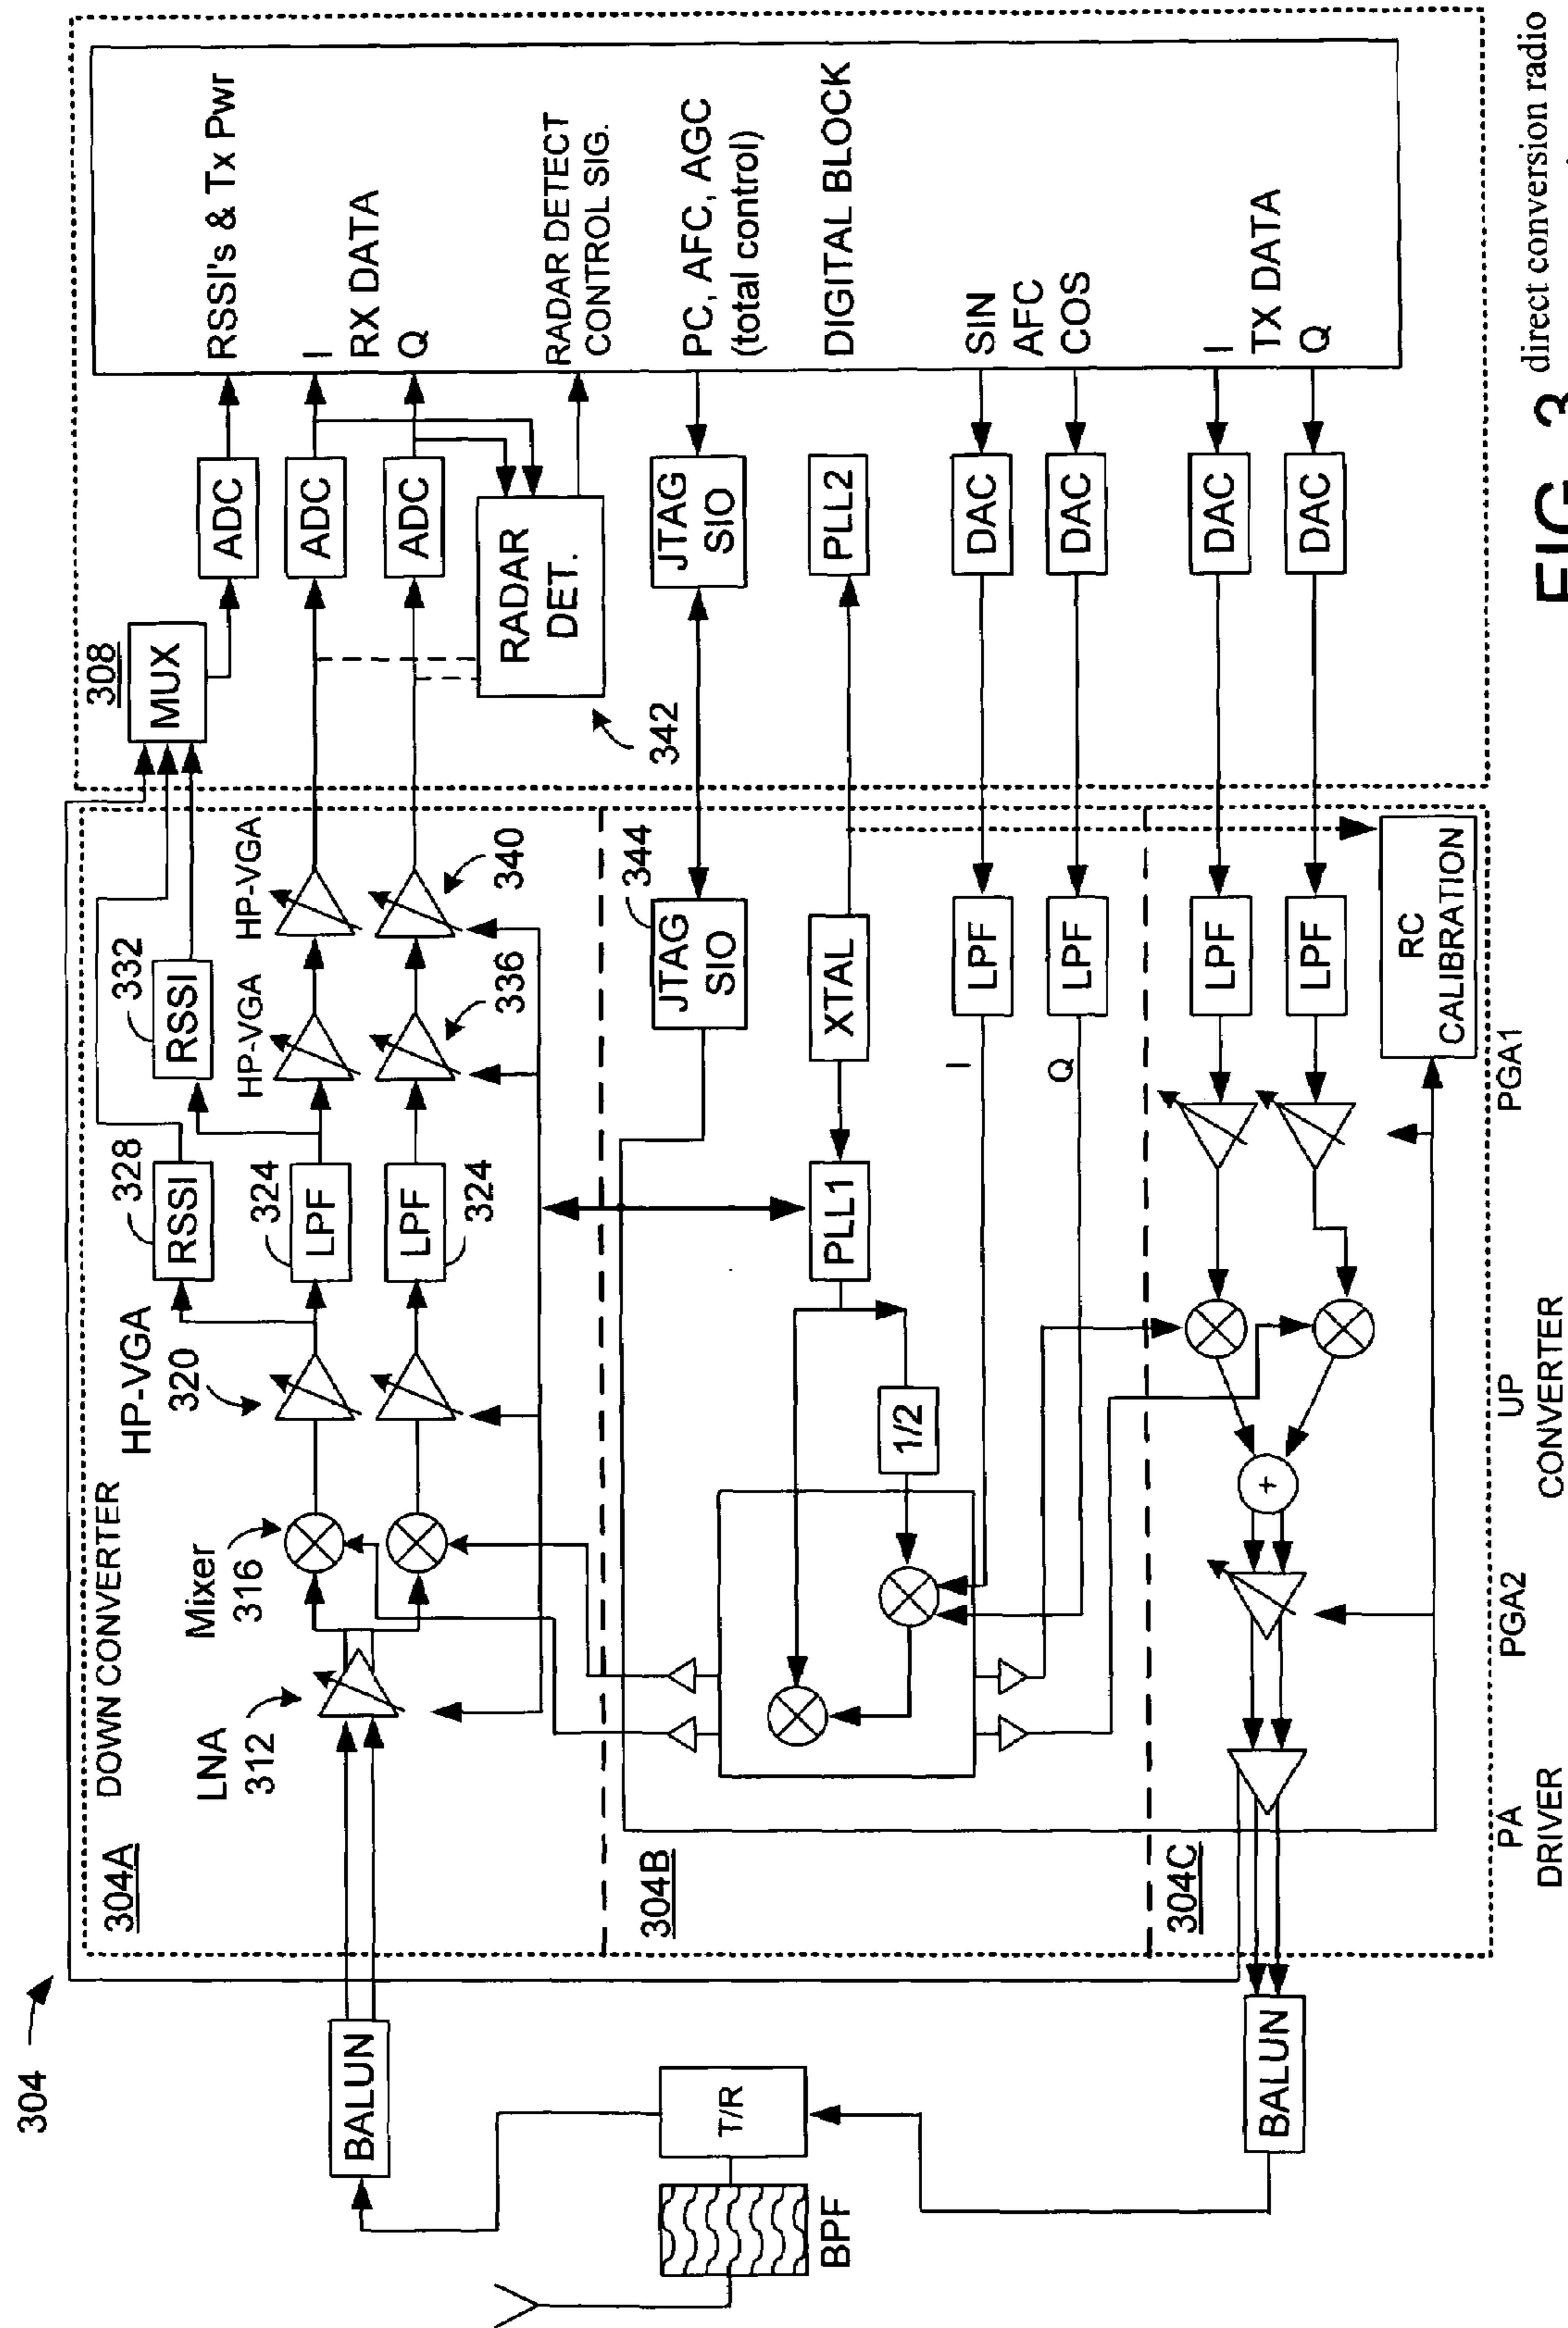 304
BALUN
BPF
T/R
BALUN
304A
DOWN CONVERTER
LNA
312
Mixer
316
HP-VGA
320
328
RSSI
324
LPF
LPF
324
332
RSSI
HP-VGA
HP-VGA
336
340
308
MUX
ADC
ADC
ADC
RADAR
DET.
342
RSSI's & Tx Pwr
I
RX DATA
Q
RADAR DETECT
CONTROL SIG.
PC, AFC, AGC
(total control)
DIGITAL BLOCK
SIN
AFC
COS
I
TX DATA
Q
304B
1/2
PLL1
XTAL
344
JTAG
SIO
JTAG
SIO
PLL2
I
LPF
DAC
Q
LPF
DAC
304C
+
LPF
DAC
LPF
DAC
RC
CALIBRATION
PA
DRIVER
PGA2
UP
CONVERTER
PGA1
direct conversion radio